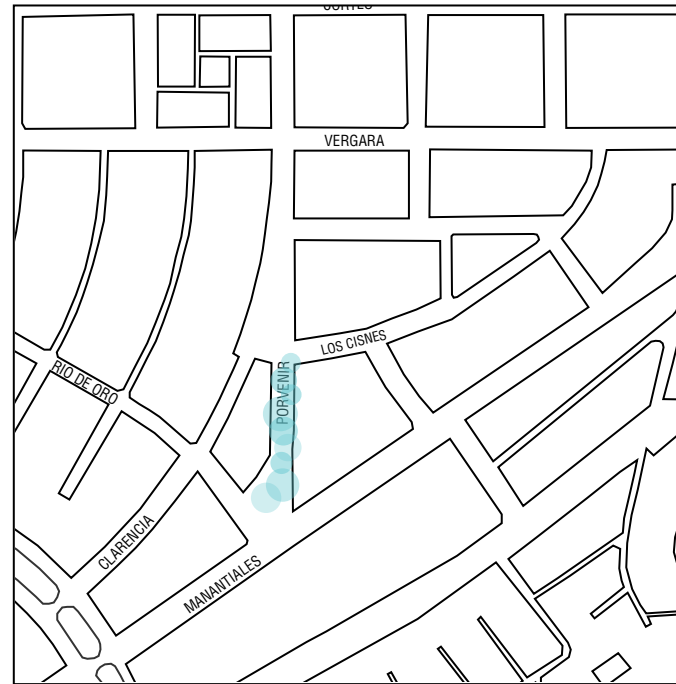 VERGARA
LOS CISNES
PORVENIR
RIO DE ORO
CLARENCIA
MANANTIALES